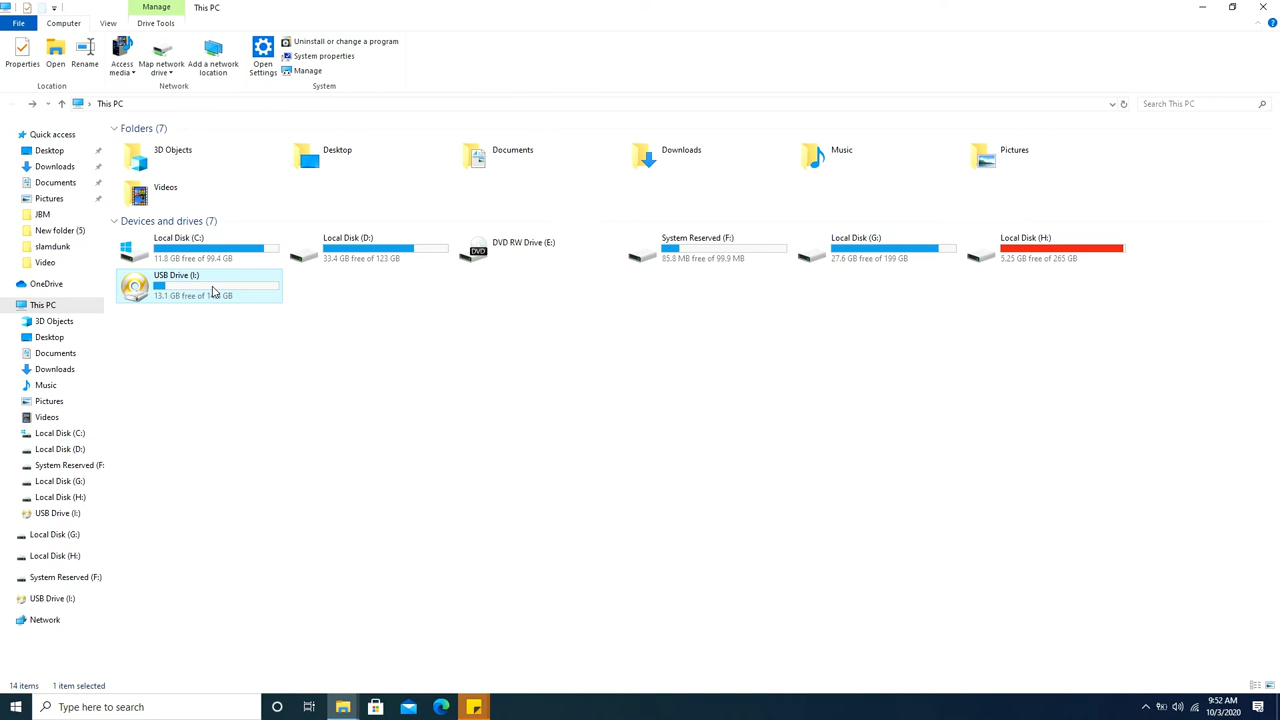 Manage
This PC
File
Computer
View
Drive Tools
Properties
Open
Rename
Access media
Map network drive
Add a network location
Open Settings
Uninstall or change a program
System properties
Manage
Location
Network
System
This PC
Search This PC
Quick access
Desktop
Downloads
Documents
Pictures
JBM
New folder (5)
slamdunk
Video
OneDrive
This PC
3D Objects
Desktop
Documents
Downloads
Music
Pictures
Videos
Local Disk (C:)
Local Disk (D:)
System Reserved (F:
Local Disk (G:)
Local Disk (H:)
USB Drive (I:)
Local Disk (G:)
Local Disk (H:)
System Reserved (F:)
USB Drive (I:)
Network
Folders (7)
3D Objects
Desktop
Documents
Downloads
Music
Pictures
Videos
Devices and drives (7)
Local Disk (C:)
11.8 GB free of 99.4 GB
Local Disk (D:)
33.4 GB free of 123 GB
DVD RW Drive (E:)
DVD
System Reserved (F:)
85.8 MB free of 99.9 MB
Local Disk (G:)
27.6 GB free of 199 GB
Local Disk (H:)
5.25 GB free of 265 GB
USB Drive (I:)
13.1 GB free of GB
14 items
1 item selected
Type here to search
9:52 AM
10/3/2020